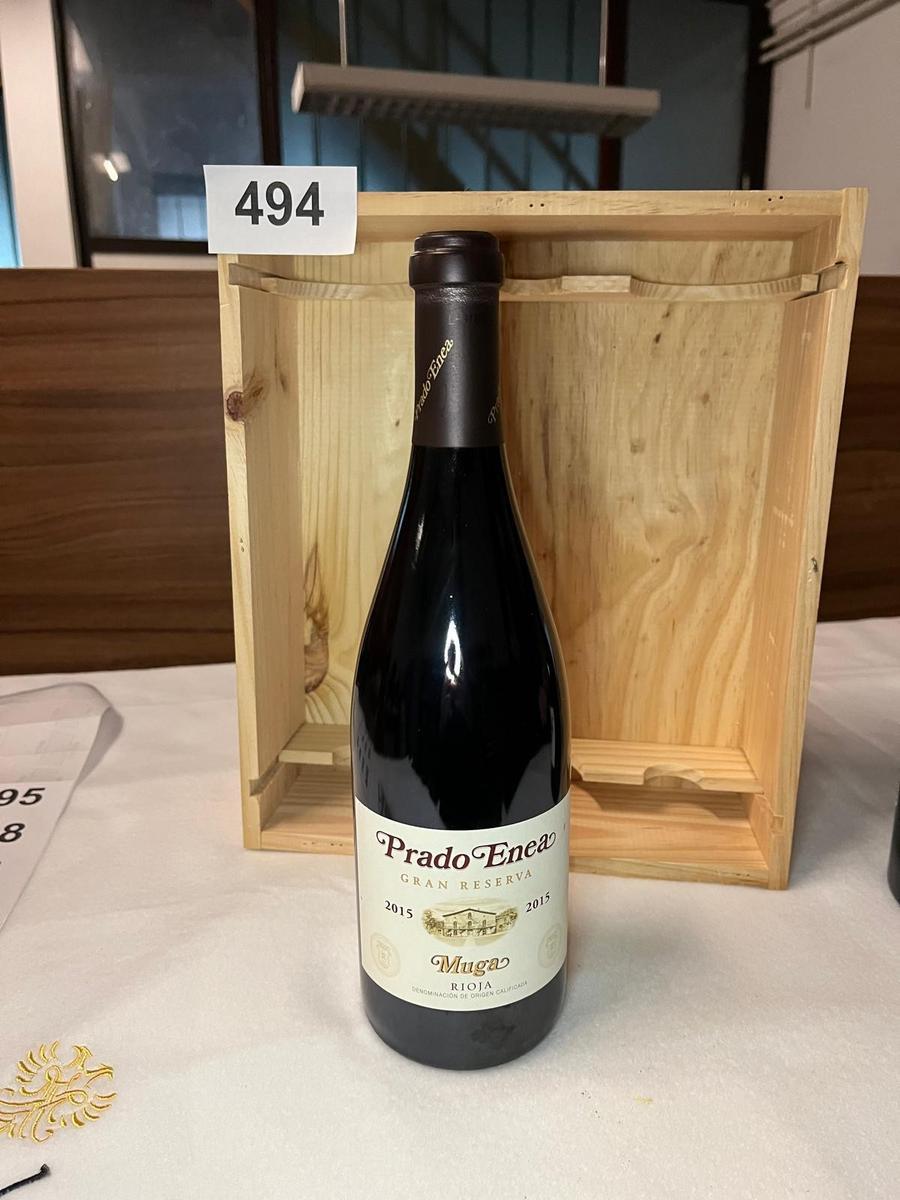 494
Prado Enea
Prado Enea
GRAN RESERVA
2015 2015
Muga
RIOJA
DENOMINACIÓN DE ORIGEN CALIFICADA
95
8